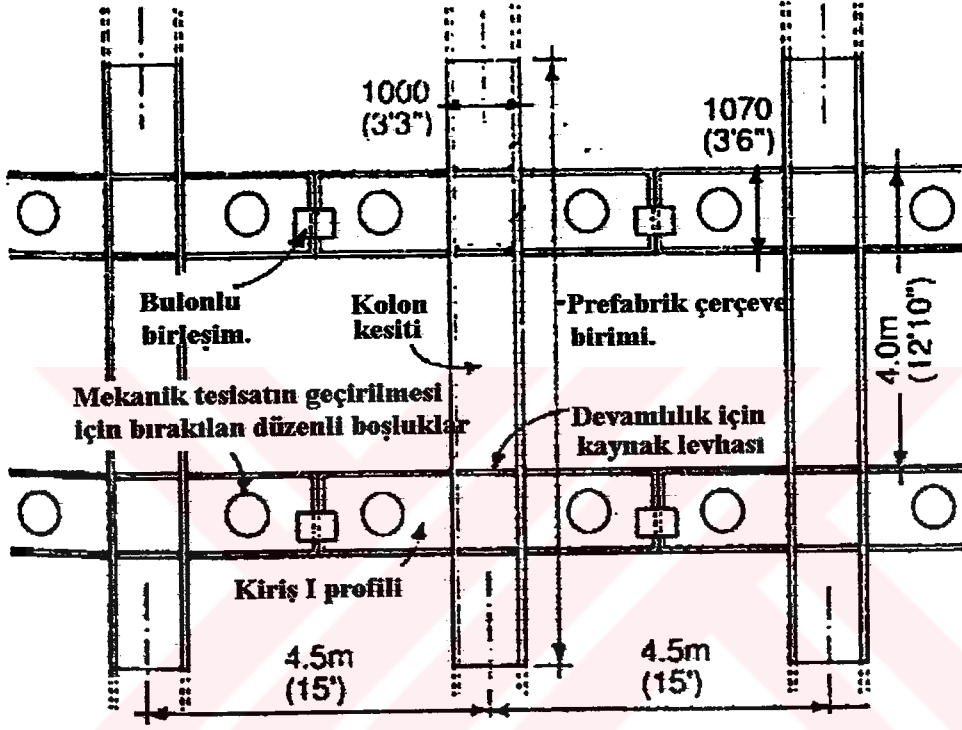 1000
(3'3")
1070
(3'6")
Bulonlu
birleşim.
Kolon
kesiti
Prefabrik çerçeve
birimi.
4.0m
(12'10")
Mekanik tesisatın geçirilmesi
için bırakılan düzenli boşluklar
Devamlılık için
kaynak levhası
Kiriş I profili
4.5m
(15')
4.5m
(15')